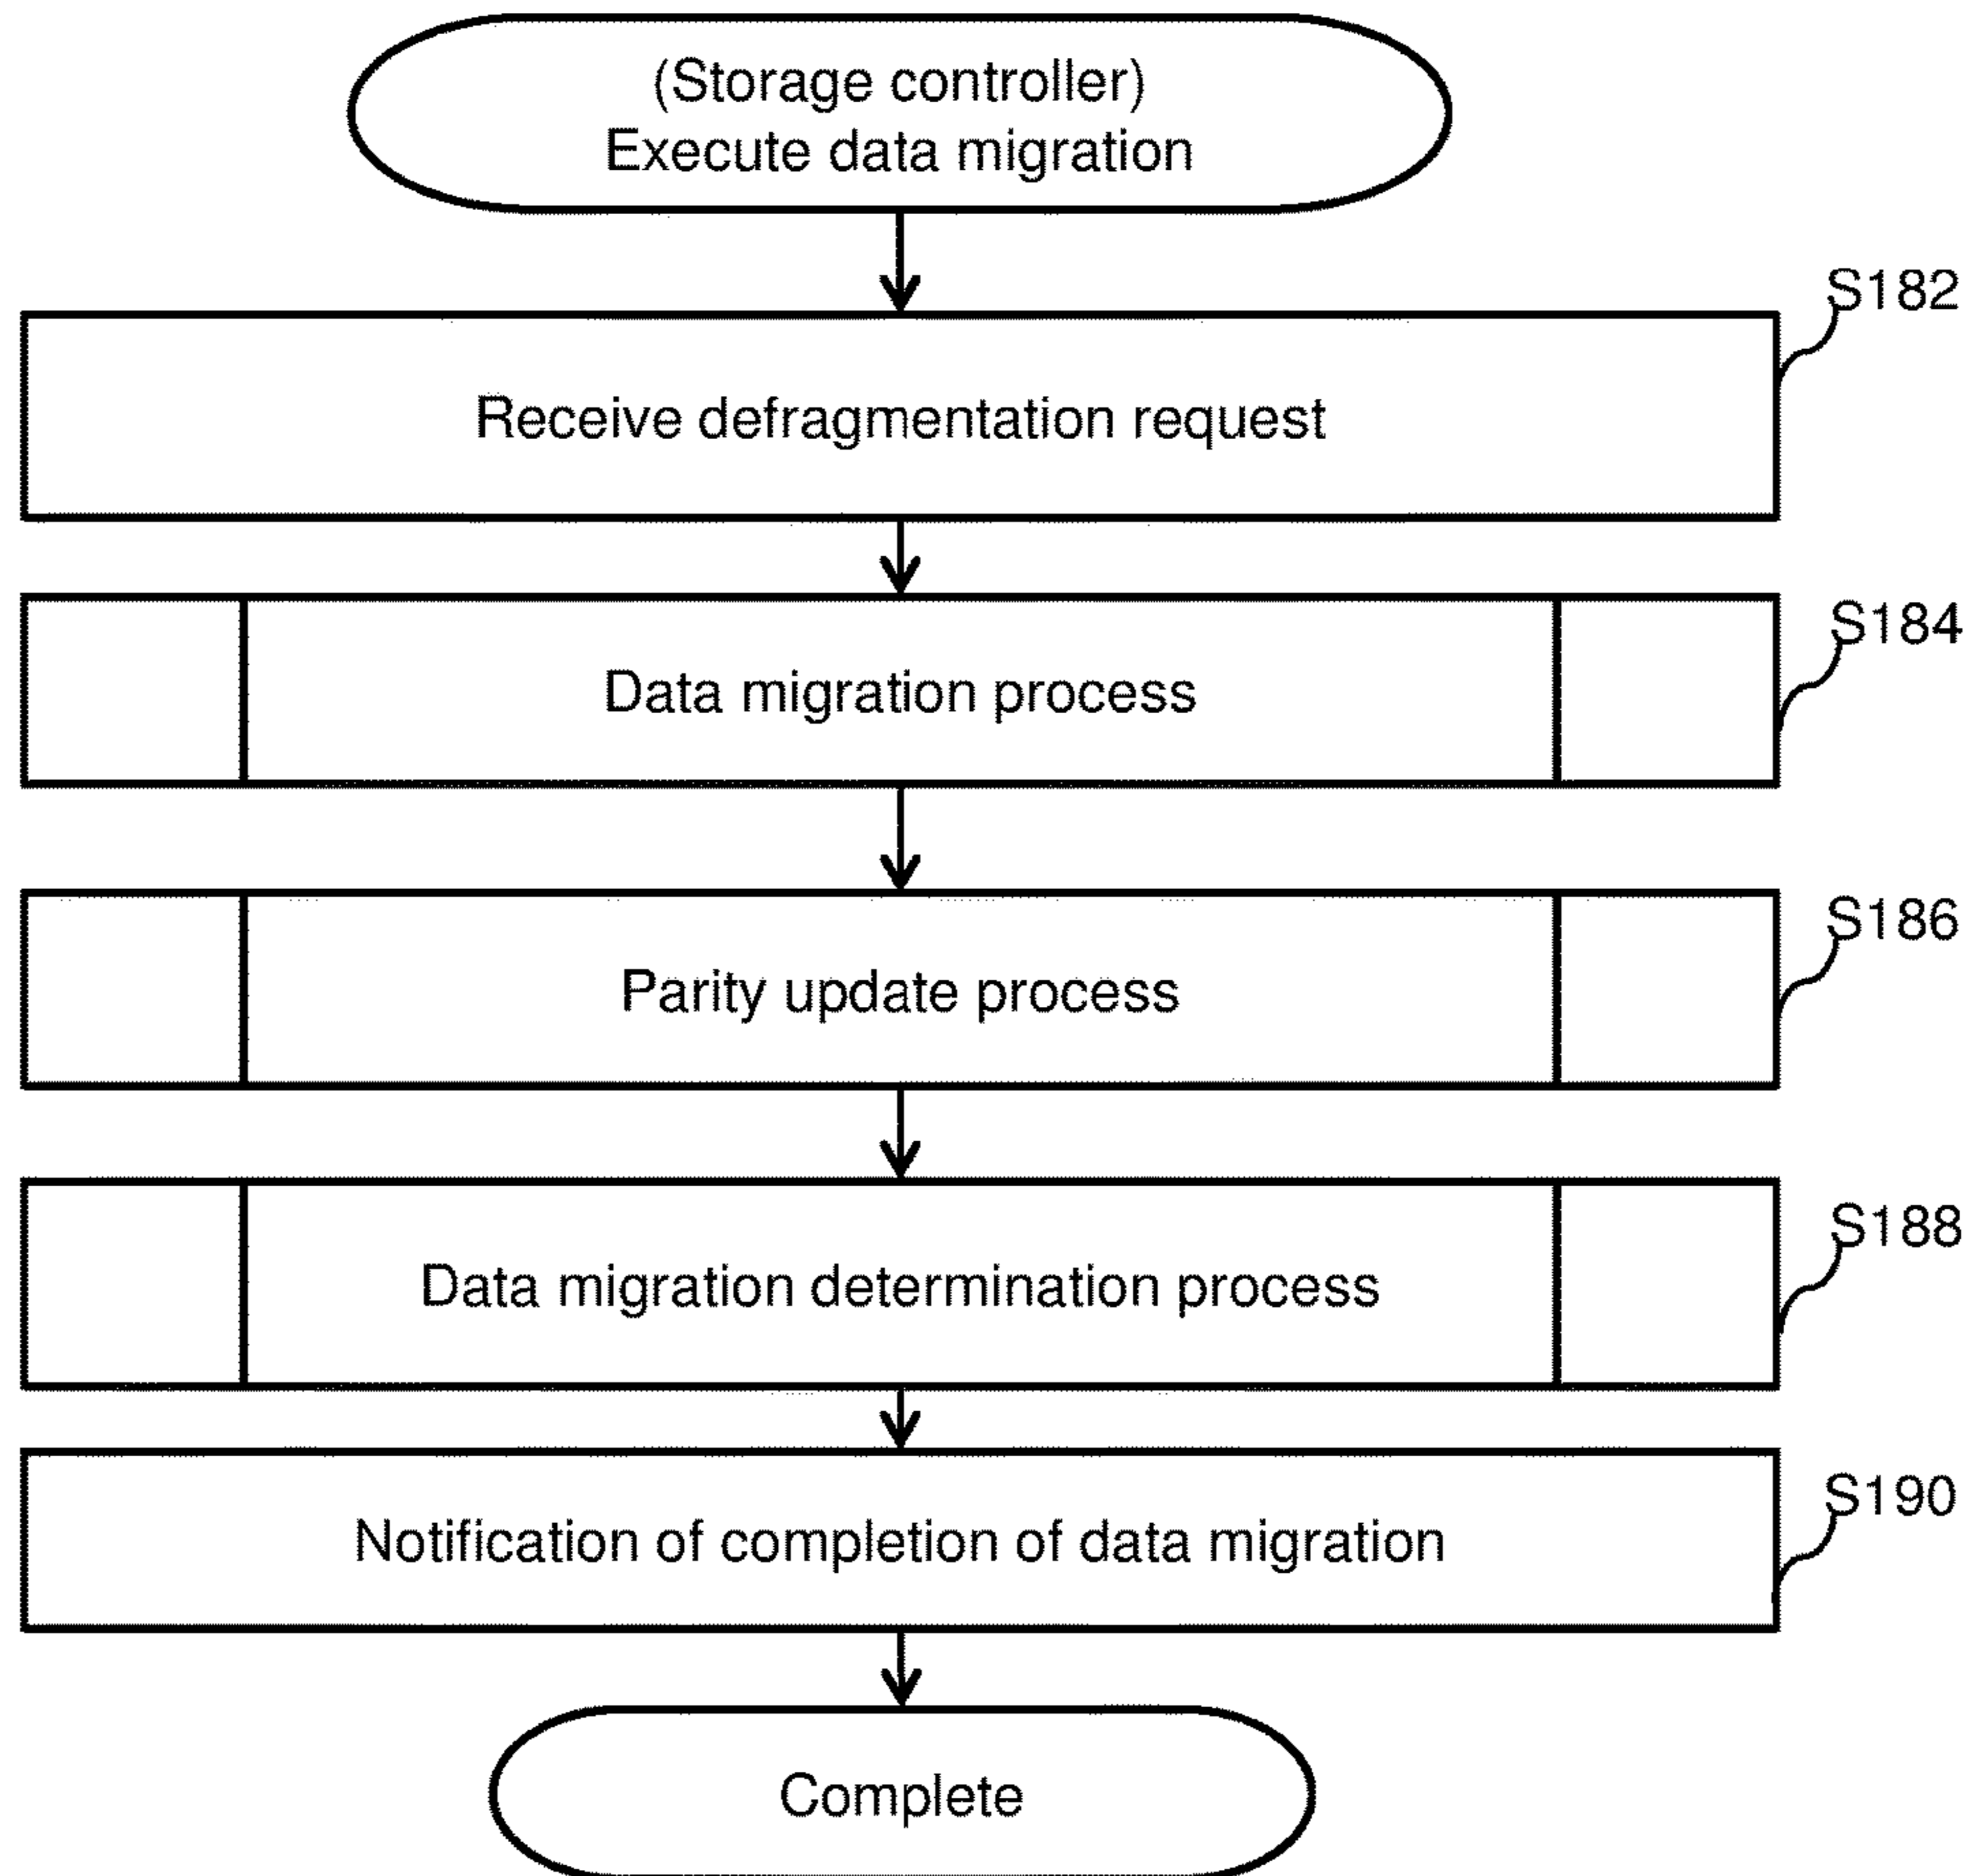 (Storage controller)
Execute data migration
S182
Receive defragmentation request
S184
Data migration process
S186
Parity update process
S188
Data migration determination process
S190
Notification of completion of data migration
Complete